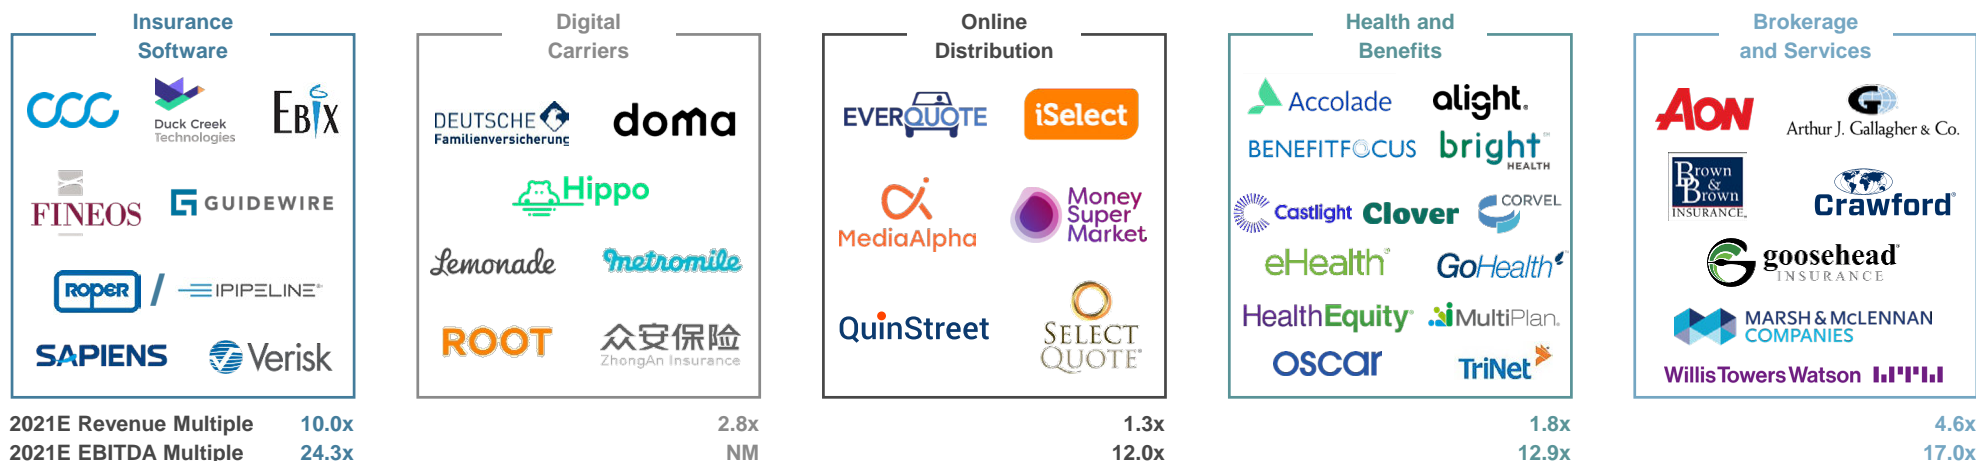 Insurance
Software
Digital
Carriers
Online
Distribution
Health and
Benefits
Brokerage
and Services
CCC
Duck Creek
Technologies
EBIX
FINEOS
GUIDEWIRE
ROPER / IPIPELINE
SAPIENS
Verisk
DEUTSCHE
Familienversicherung
doma
Hippo
Lemonade
metromile
ROOT
众安保险
ZhongAn Insurance
EVERQUOTE
iSelect
MediaAlpha
Money
Super
Market
QuinStreet
SELECT
QUOTE
Accolade
alight.
BENEFITFOCUS
bright
HEALTH
Castlight
Clover
CORVEL
eHealth
GoHealth
HealthEquity
MultiPlan.
oscar
TriNet
AON
G
Arthur J. Gallagher & Co.
Brown
&
Brown
INSURANCE
Crawford
goosehead
INSURANCE
MARSH & McLENNAN
COMPANIES
Willis Towers Watson
2021E Revenue Multiple 10.0x 2.8x 1.3x 1.8x 4.6x
2021E EBITDA Multiple 24.3x NM 12.0x 12.9x 17.0x